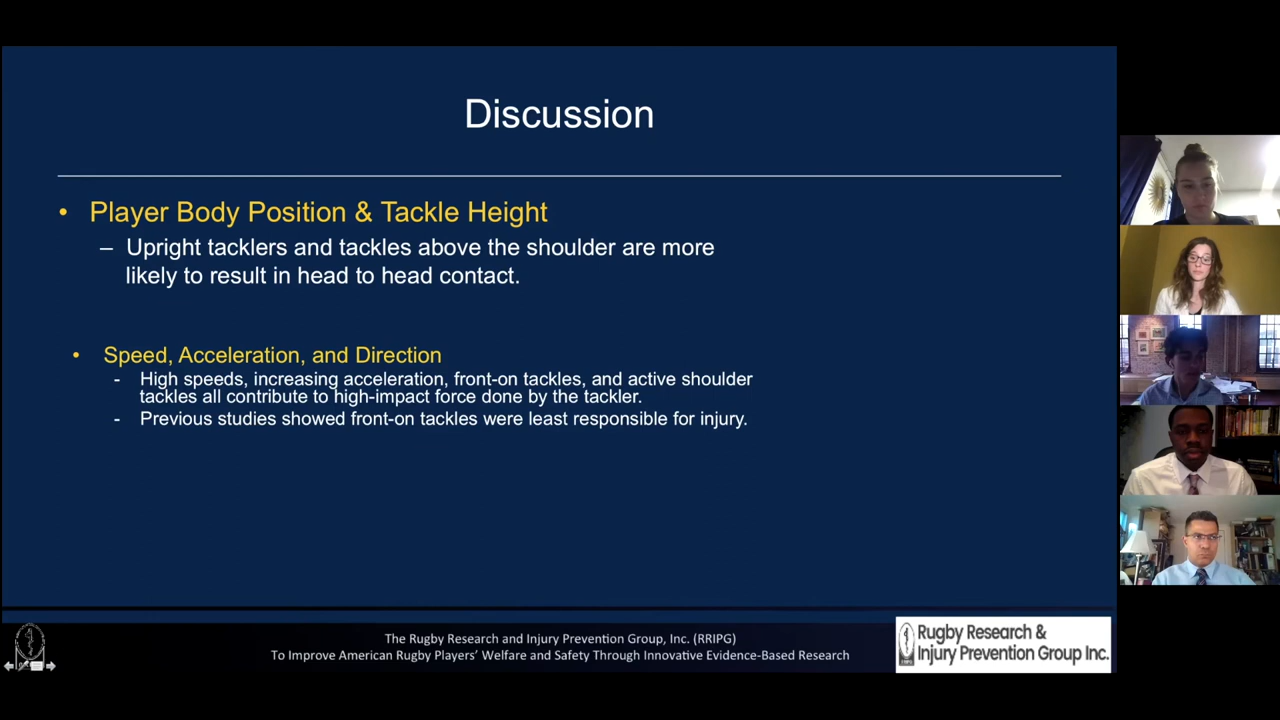 Discussion
• Player Body Position & Tackle Height
– Upright tacklers and tackles above the shoulder are more
likely to result in head to head contact.
• Speed, Acceleration, and Direction
- High speeds, increasing acceleration, front-on tackles, and active shoulder
tackles all contribute to high-impact force done by the tackler.
- Previous studies showed front-on tackles were least responsible for injury.
The Rugby Research and Injury Prevention Group, Inc. (RRIPG)
To Improve American Rugby Players' Welfare and Safety Through Innovative Evidence-Based Research
Rugby Research &
Injury Prevention Group Inc.